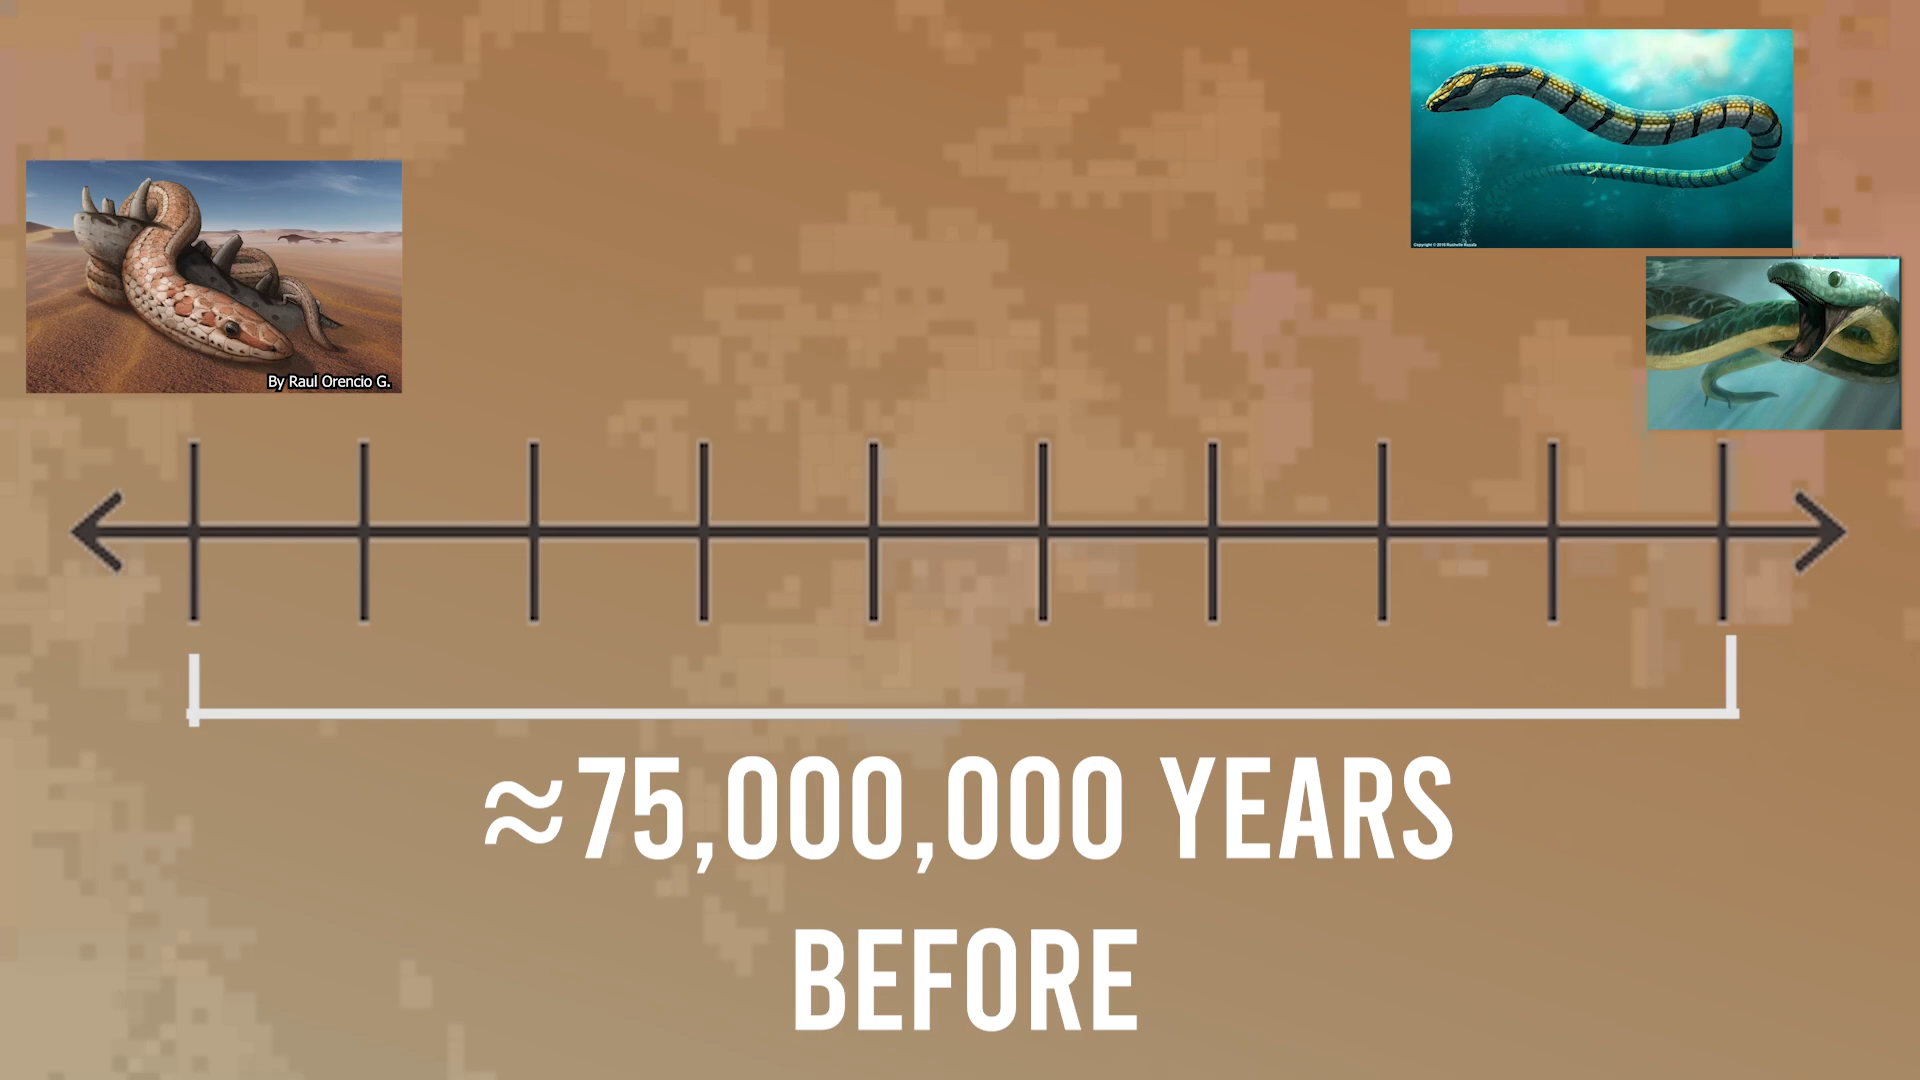 By Raul Orencio G.
≈75,000,000 YEARS
BEFORE